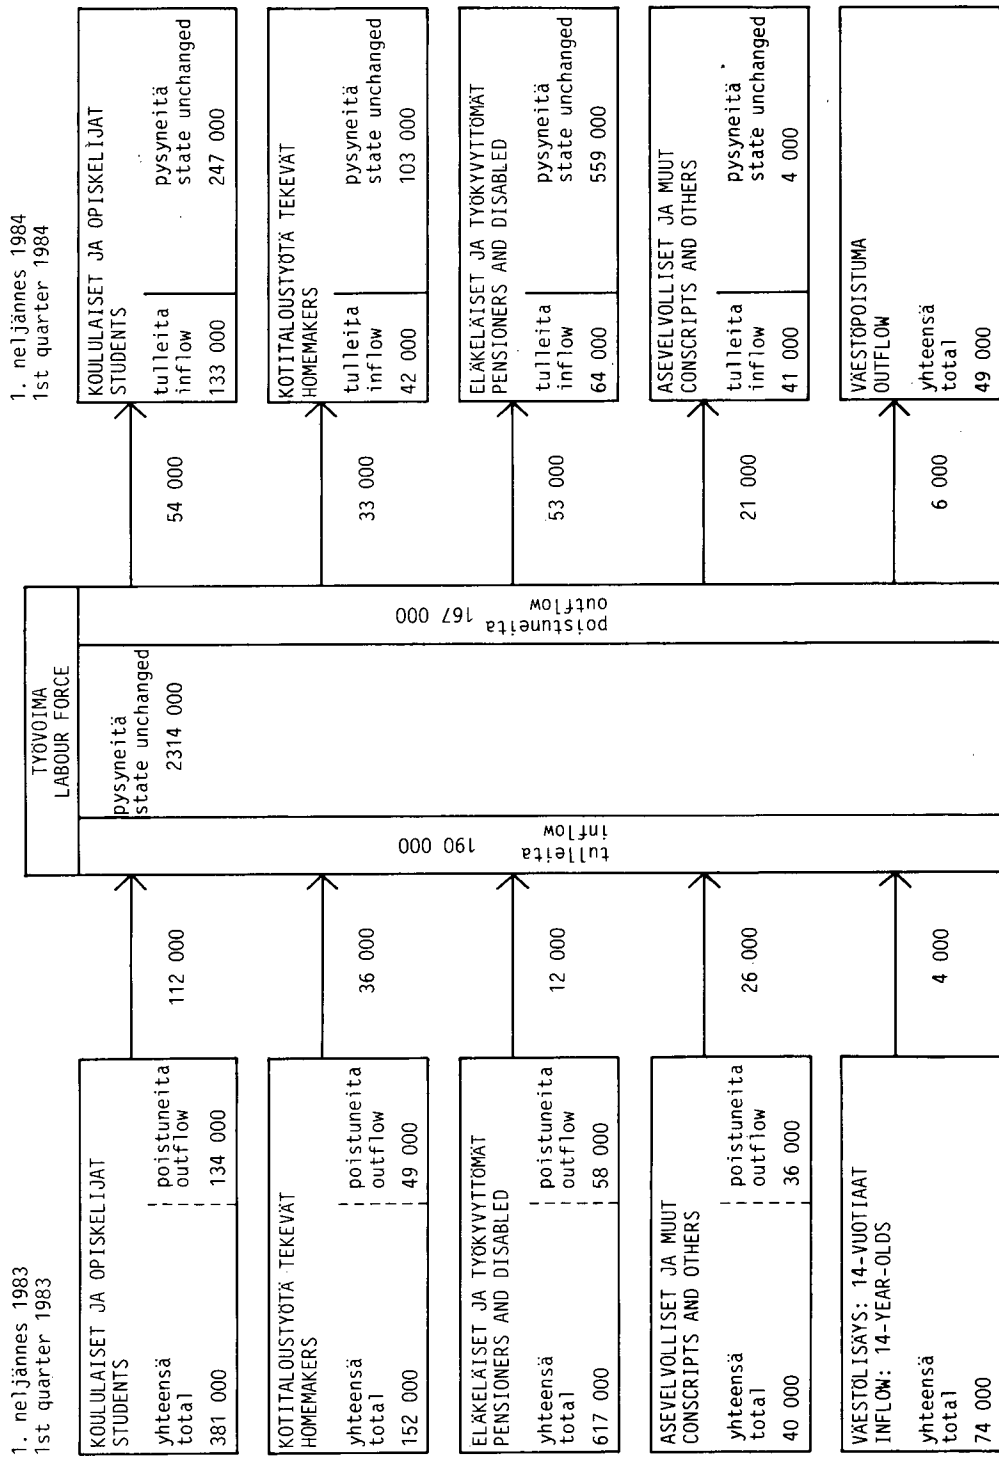 1. neljännes 1983
1st quarter 1983
KOULULAISET JA OPISKELIJAT
STUDENTS
yhteensä
total
381 000
poistuneita
outflow
134 000
112 000
KOTITALOUSTYÖTÄ TEKEVÄT
HOMEMAKERS
yhteensä
total
152 000
poistuneita
outflow
49 000
36 000
ELÄKELÄISET JA TYÖKYVYTTÖMÄT
PENSIONERS AND DISABLED
yhteensä
total
617 000
poistuneita
outflow
58 000
12 000
ASEVELVOLLISET JA MUUT
CONSCRIPTS AND OTHERS
yhteensä
total
40 000
poistuneita
outflow
36 000
26 000
VÄESTÖLISÄYS: 14-VUOTIAAT
INFLOW: 14-YEAR-OLDS
yhteensä
total
74 000
4 000
TYÖVOIMA
LABOUR FORCE
tulleita
inflow
190 000
pysyneitä
state unchanged
2314 000
poistuneita
outflow
167 000
1. neljännes 1984
1st quarter 1984
54 000
KOULULAISET JA OPISKELIJAT
STUDENTS
tulleita
inflow
133 000
pysyneitä
state unchanged
247 000
33 000
KOTITALOUSTYÖTÄ TEKEVÄT
HOMEMAKERS
tulleita
inflow
42 000
pysyneitä
state unchanged
103 000
53 000
ELÄKELÄISET JA TYÖKYVYTTÖMÄT
PENSIONERS AND DISABLED
tulleita
inflow
64 000
pysyneitä
state unchanged
559 000
21 000
ASEVELVOLLISET JA MUUT
CONSCRIPTS AND OTHERS
tulleita
inflow
41 000
pysyneitä
state unchanged
4 000
6 000
VÄESTÖPOISTUMA
OUTFLOW
yhteensä
total
49 000